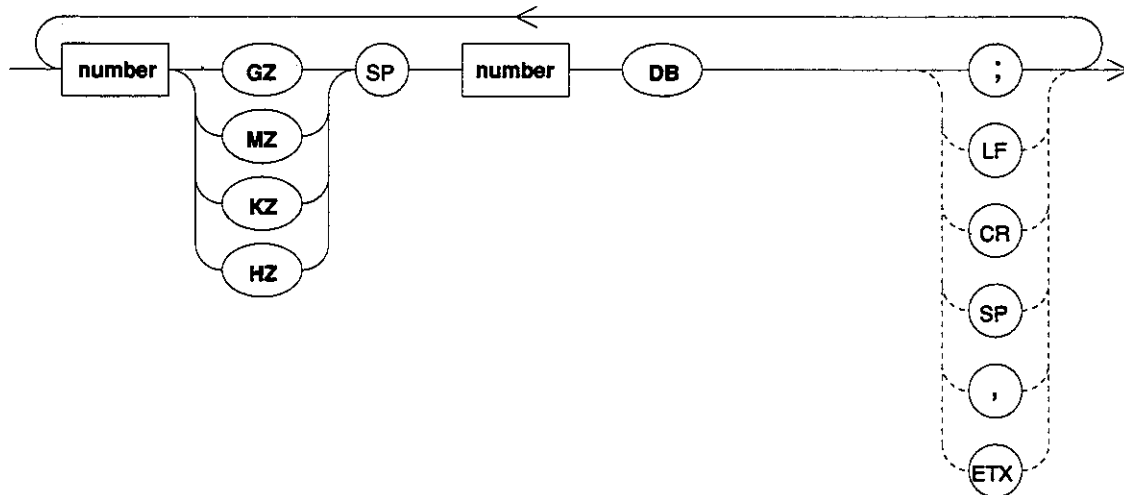 number GZ SP number DB ;
MZ LF
KZ CR
HZ
SP
,
ETX